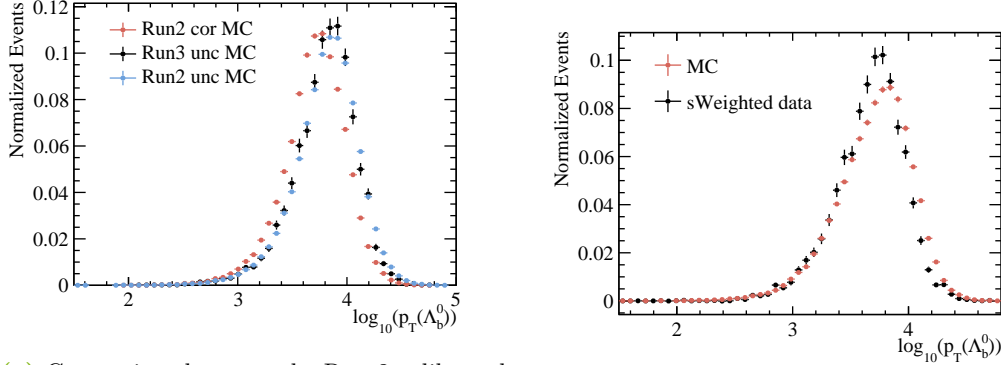 Normalized Events
0.12
0.1
0.08
0.06
0.04
0.02
0
Run2 cor MC
Run3 unc MC
Run2 unc MC
2 3 4 5
log10(pT(Λb0))
Normalized Events
0.1
0.08
0.06
0.04
0.02
0
MC
sWeighted data
2 3 4
log10(pT(Λb0))